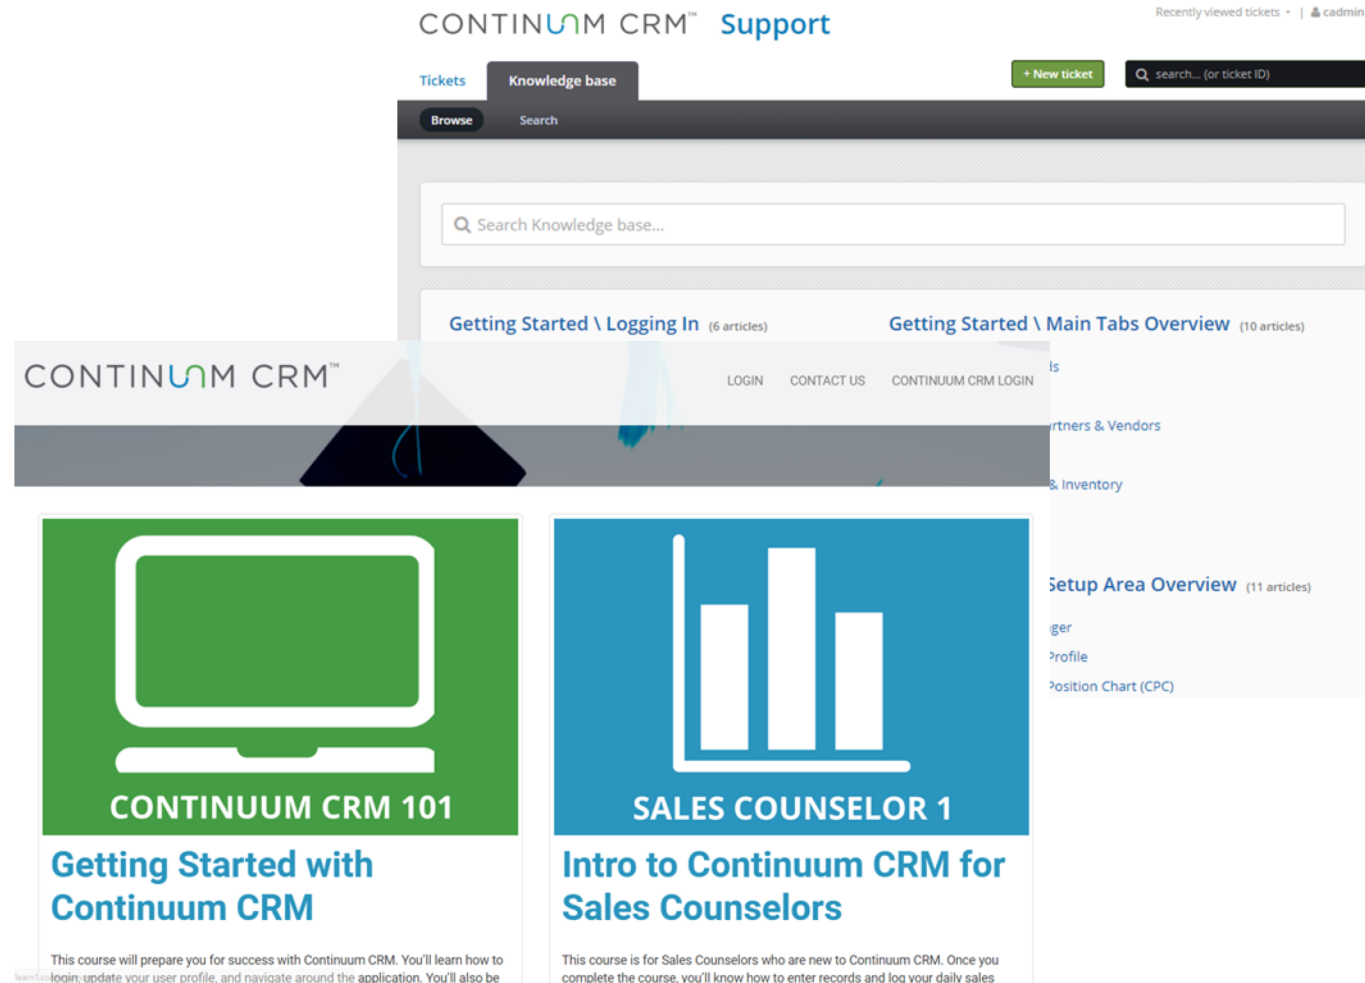 CONTINUUM CRM™ Support
Recently viewed tickets
cadmin
Tickets
Knowledge base
+ New ticket
search... (or ticket ID)
Browse
Search
Search Knowledge base...
Getting Started \ Logging In (6 articles)
Getting Started \ Main Tabs Overview (10 articles)
ls
rtners & Vendors
& Inventory
Setup Area Overview (11 articles)
ger
Profile
Position Chart (CPC)
CONTINUUM CRM™
LOGIN
CONTACT US
CONTINUUM CRM LOGIN
CONTINUUM CRM 101
Getting Started with
Continuum CRM
This course will prepare you for success with Continuum CRM. You'll learn how to
login, update your user profile, and navigate around the application. You'll also be
SALES COUNSELOR 1
Intro to Continuum CRM for
Sales Counselors
This course is for Sales Counselors who are new to Continuum CRM. Once you
complete the course, you'll know how to enter records and log your daily sales